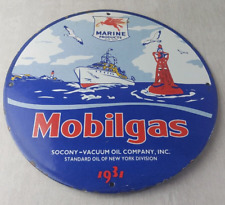 MARINE
PRODUCTS
Mobilgas
SOCONY-VACUUM OIL COMPANY, INC.
STANDARD OIL OF NEW YORK DIVISION
1931